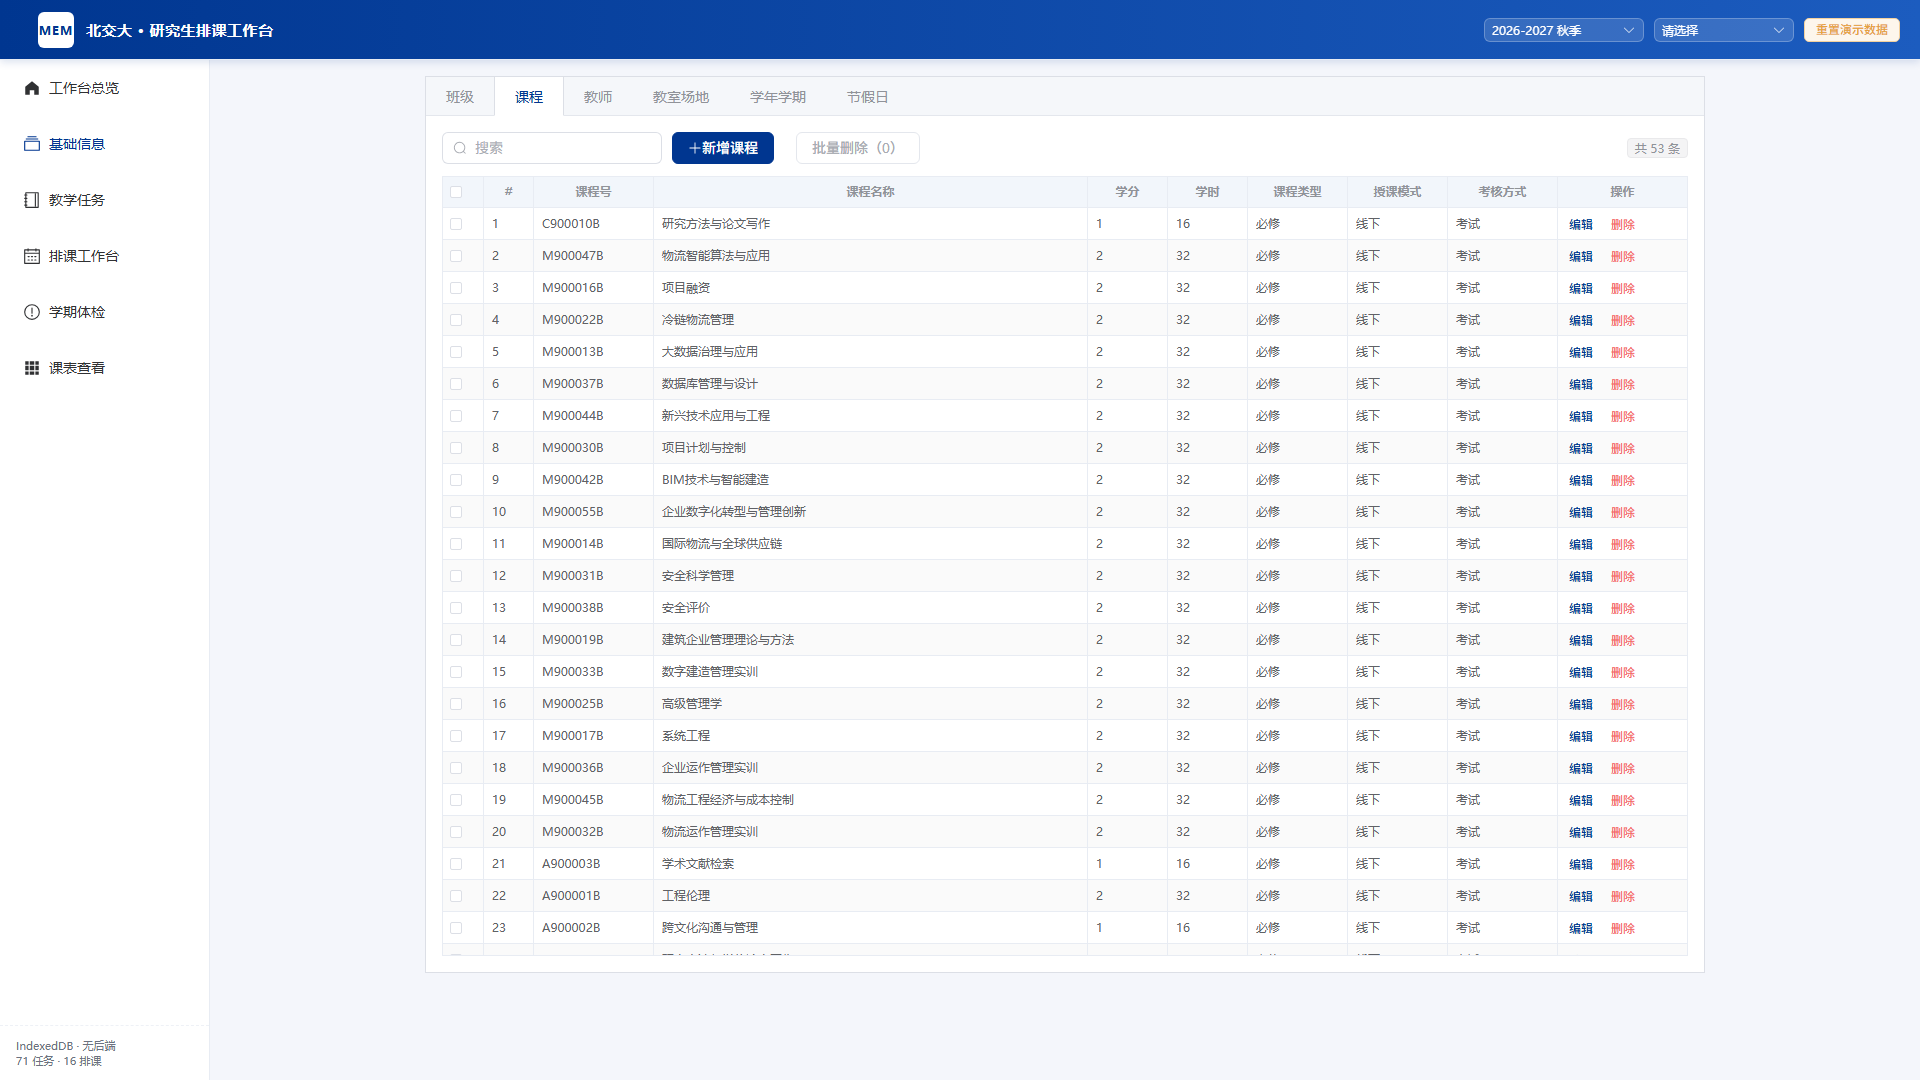 MEM 北交大 • 研究生排课工作台 2026-2027 秋季 请选择 重置演示数据
工作台总览
基础信息
教学任务
排课工作台
学期体检
课表查看
班级 课程 教师 教室场地 学年学期 节假日
搜索 +新增课程 批量删除（0） 共 53 条
# 课程号 课程名称 学分 学时 课程类型 授课模式 考核方式 操作
1 C900010B 研究方法与论文写作 1 16 必修 线下 考试 编辑 删除
2 M900047B 物流智能算法与应用 2 32 必修 线下 考试 编辑 删除
3 M900016B 项目融资 2 32 必修 线下 考试 编辑 删除
4 M900022B 冷链物流管理 2 32 必修 线下 考试 编辑 删除
5 M900013B 大数据治理与应用 2 32 必修 线下 考试 编辑 删除
6 M900037B 数据库管理与设计 2 32 必修 线下 考试 编辑 删除
7 M900044B 新兴技术应用与工程 2 32 必修 线下 考试 编辑 删除
8 M900030B 项目计划与控制 2 32 必修 线下 考试 编辑 删除
9 M900042B BIM技术与智能建造 2 32 必修 线下 考试 编辑 删除
10 M900055B 企业数字化转型与管理创新 2 32 必修 线下 考试 编辑 删除
11 M900014B 国际物流与全球供应链 2 32 必修 线下 考试 编辑 删除
12 M900031B 安全科学管理 2 32 必修 线下 考试 编辑 删除
13 M900038B 安全评价 2 32 必修 线下 考试 编辑 删除
14 M900019B 建筑企业管理理论与方法 2 32 必修 线下 考试 编辑 删除
15 M900033B 数字建造管理实训 2 32 必修 线下 考试 编辑 删除
16 M900025B 高级管理学 2 32 必修 线下 考试 编辑 删除
17 M900017B 系统工程 2 32 必修 线下 考试 编辑 删除
18 M900036B 企业运作管理实训 2 32 必修 线下 考试 编辑 删除
19 M900045B 物流工程经济与成本控制 2 32 必修 线下 考试 编辑 删除
20 M900032B 物流运作管理实训 2 32 必修 线下 考试 编辑 删除
21 A900003B 学术文献检索 1 16 必修 线下 考试 编辑 删除
22 A900001B 工程伦理 2 32 必修 线下 考试 编辑 删除
23 A900002B 跨文化沟通与管理 1 16 必修 线下 考试 编辑 删除
IndexedDB · 无后端
71 任务 · 16 排课